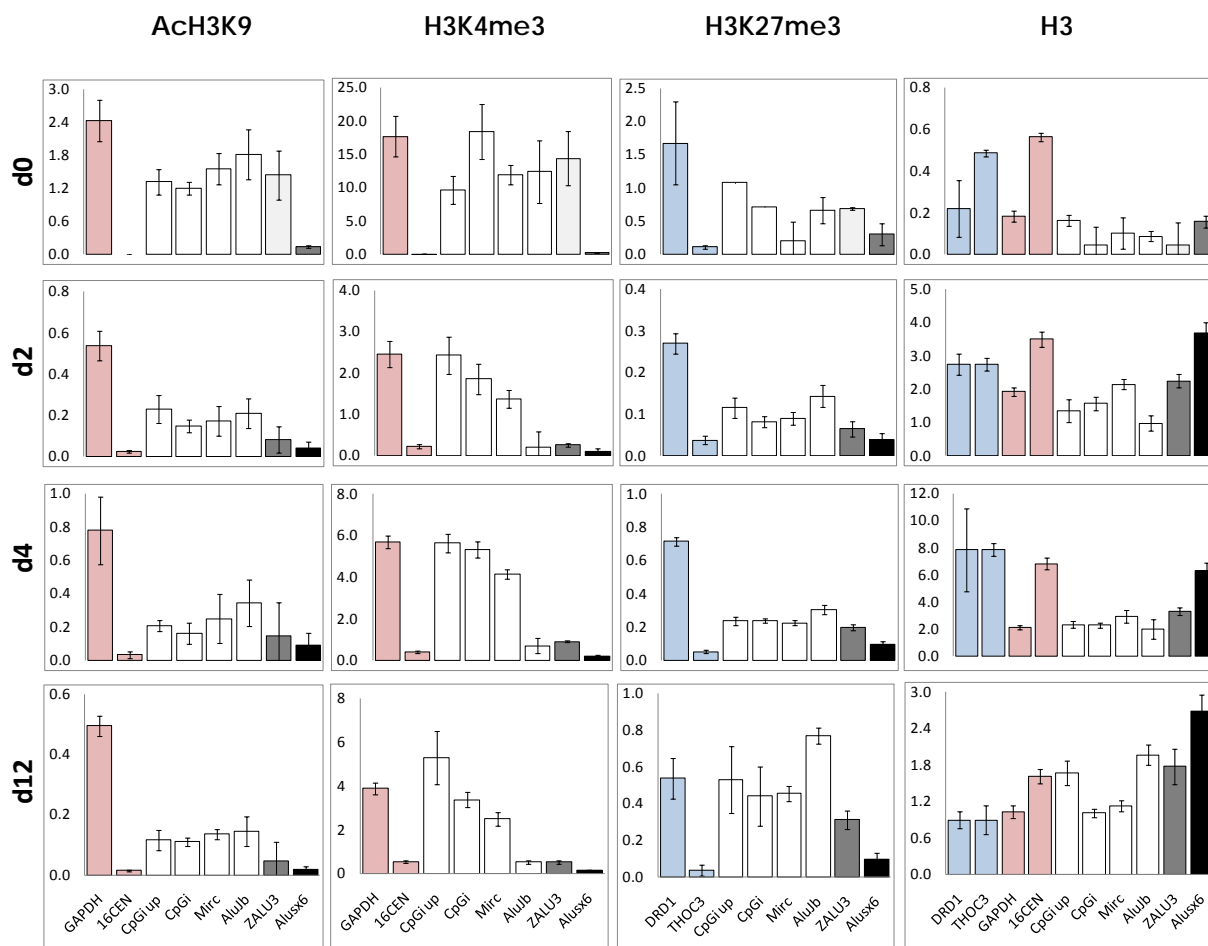 AcH3K9 H3K4me3 H3K27me3 H3
d0
3.0 2.4 1.8 1.2 0.6 0.0
25.0 20.0 15.0 10.0 5.0 0.0
2.5 2.0 1.5 1.0 0.5 0.0
0.8 0.6 0.4 0.2 0.0
d2
0.8 0.6 0.4 0.2 0.0
4.0 3.0 2.0 1.0 0.0
0.4 0.3 0.2 0.1 0.0
5.0 4.0 3.0 2.0 1.0 0.0
d4
1.0 0.8 0.6 0.4 0.2 0.0
8.0 6.0 4.0 2.0 0.0
1.0 0.8 0.6 0.4 0.2 0.0
12.0 10.0 8.0 6.0 4.0 2.0 0.0
d12
0.6 0.4 0.2 0.0
8 6 4 2 0
1.0 0.8 0.6 0.4 0.2 0.0
3.0 2.4 1.8 1.2 0.6 0.0
GAPDH 16CEN CpGi up CpGi Mirc AluJb ZALU3 Alusx6
GAPDH 16CEN CpGi up CpGi Mirc AluJb ZALU3 Alusx6
DRD1 THOC3 CpGi up CpGi Mirc AluJb ZALU3 Alusx6
DRD1 THOC3 GAPDH 16CEN CpGi up CpGi Mirc AluJb ZALU3 Alusx6